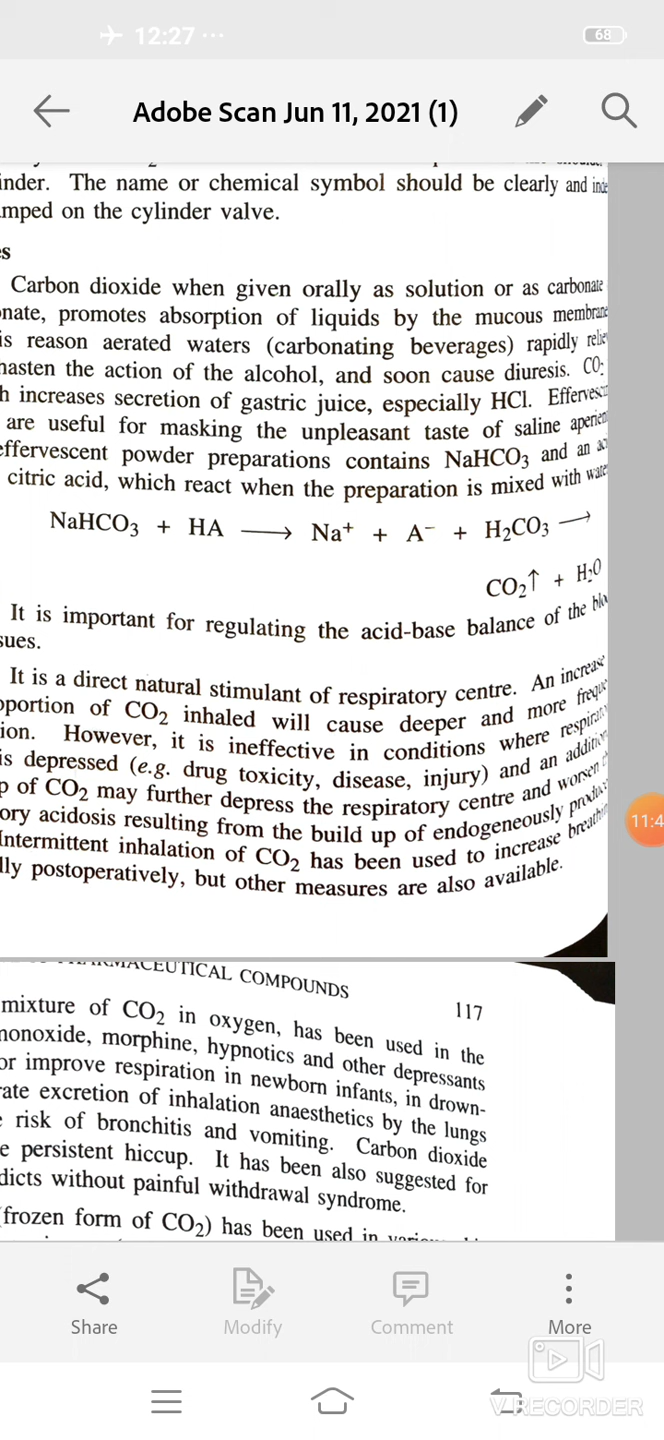 12:27 ...
68
Adobe Scan Jun 11, 2021 (1)
inder. The name or chemical symbol should be clearly and
mped on the cylinder valve.
es
Carbon dioxide when given orally as solution or as carbonate
nate, promotes absorption of liquids by the mucous membrane
is reason aerated waters (carbonating beverages) rapidly
hasten the action of the alcohol, and soon cause diuresis. CO2
h increases secretion of gastric juice, especially HCl.
are useful for masking the unpleasant taste of saline
effervescent powder preparations contains NaHCO3 and an
citric acid, which react when the preparation is mixed with
NaHCO3 + HA ⟶ Na+ + A− + H2CO3 ⟶
CO2↑ + H2O
It is important for regulating the acid-base balance of the
sues.
It is a direct natural stimulant of respiratory centre. An increase
oportion of CO2 inhaled will cause deeper and more
ion. However, it is ineffective in conditions where
is depressed (e.g. drug toxicity, disease, injury) and an
p of CO2 may further depress the respiratory centre and worsen
ory acidosis resulting from the build up of endogeneously
Intermittent inhalation of CO2 has been used to increase
lly postoperatively, but other measures are also available.
PHARMACEUTICAL COMPOUNDS
117
mixture of CO2 in oxygen, has been used in the
monoxide, morphine, hypnotics and other depressants
or improve respiration in newborn infants, in drown-
rate excretion of inhalation anaesthetics by the lungs
e risk of bronchitis and vomiting. Carbon dioxide
e persistent hiccup. It has been also suggested for
dicts without painful withdrawal syndrome.
(frozen form of CO2) has been used in
11:4
Share
Modify
Comment
More
V RECORDER